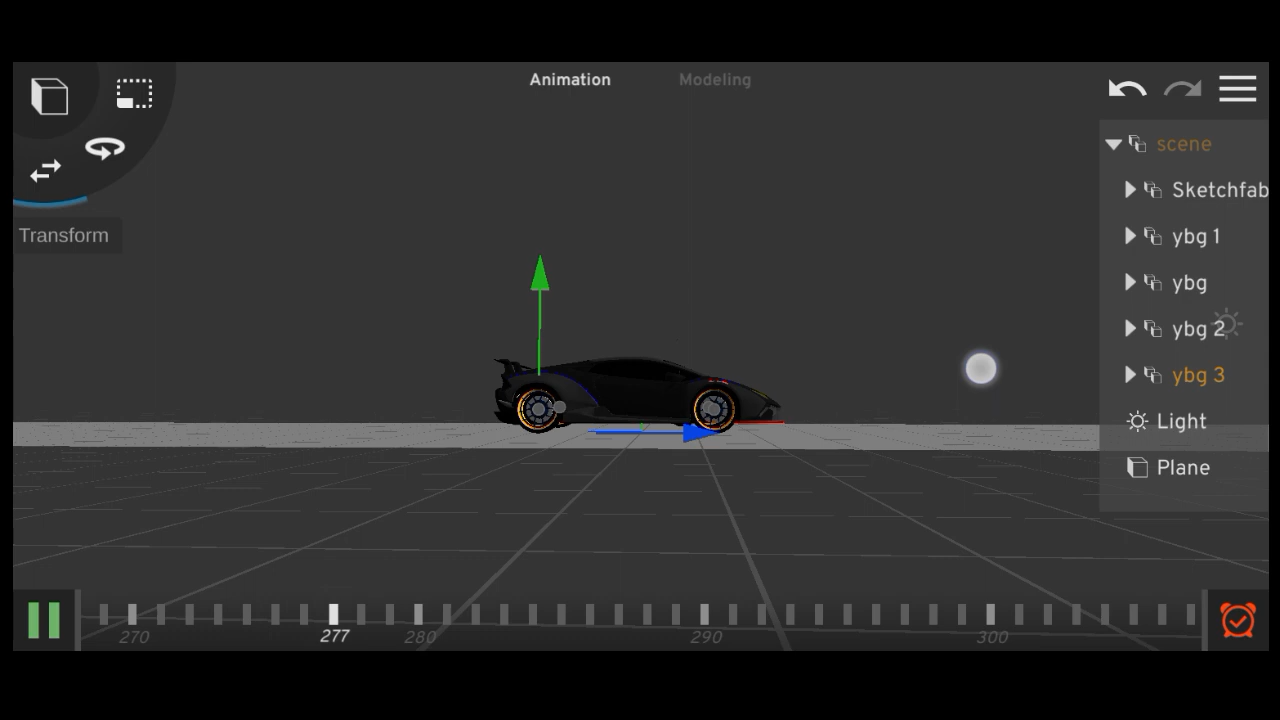 Animation
Modeling
Transform
scene
Sketchfab
ybg 1
ybg
ybg 2
ybg 3
Light
Plane
270
277
280
290
300